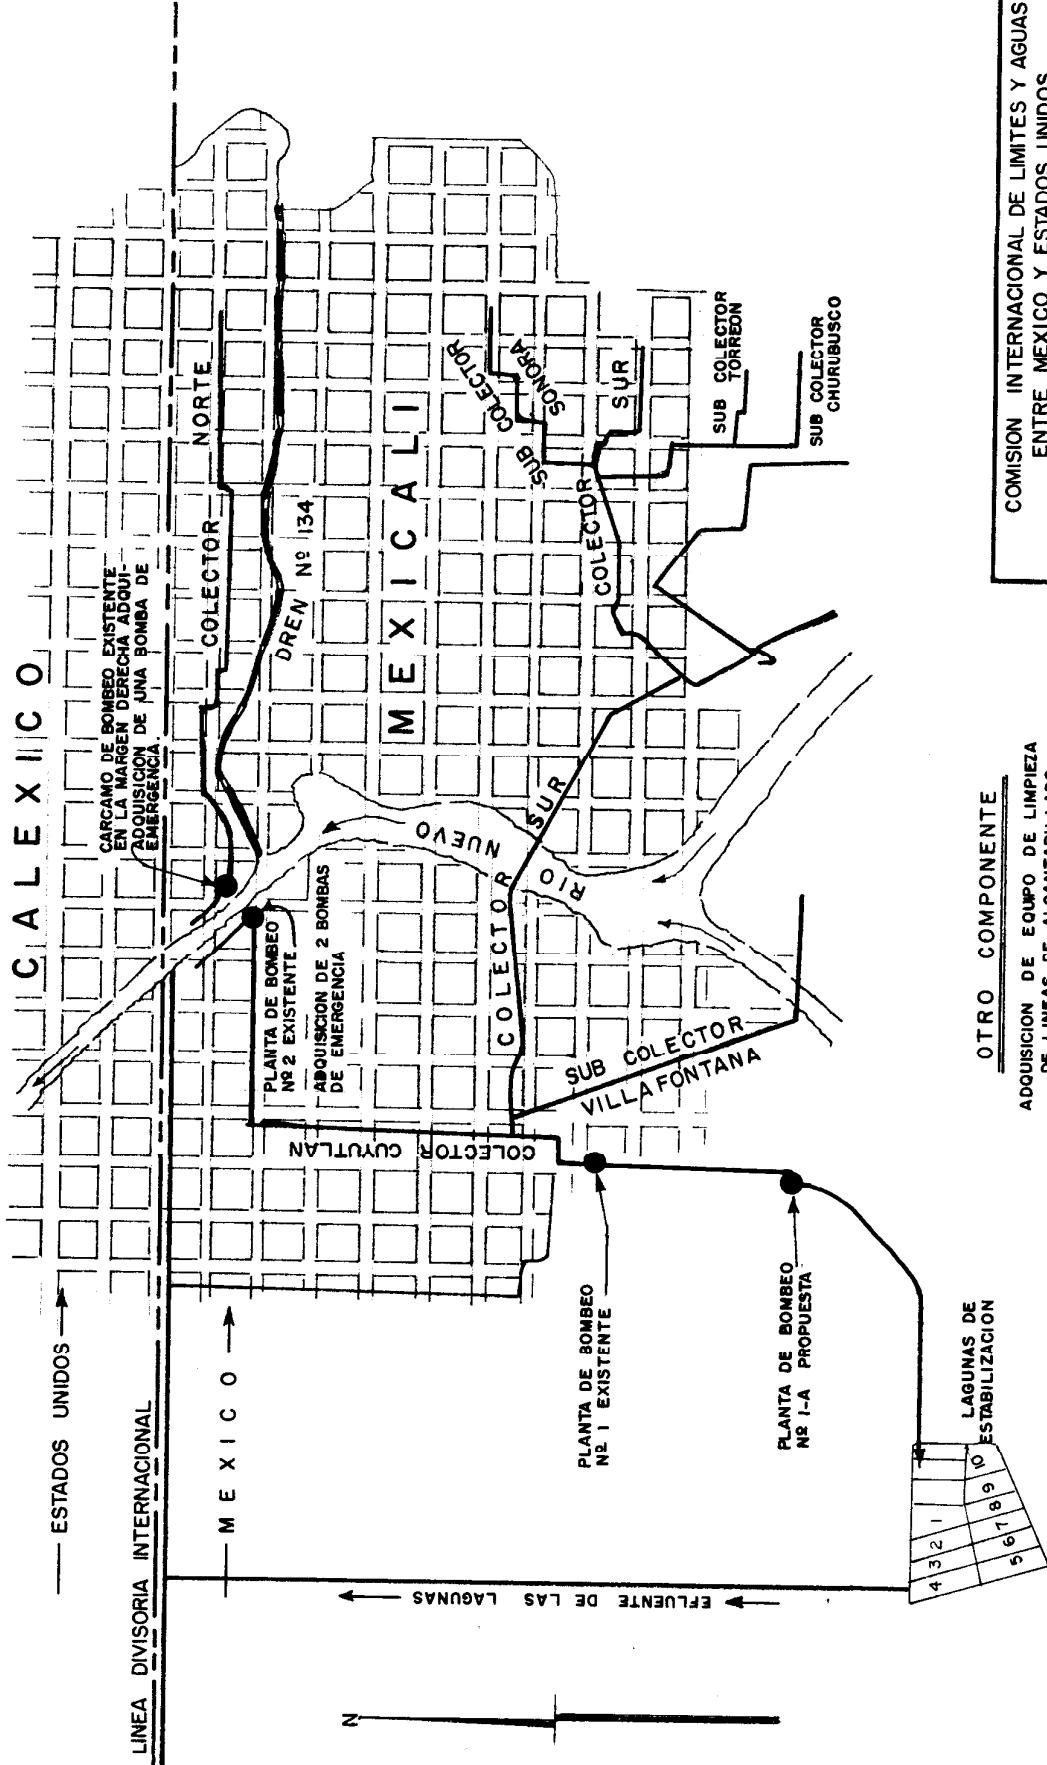 CALEXICO
ESTADOS UNIDOS
LINEA DIVISORIA INTERNACIONAL
MEXICO
CARCAMO DE BOMBEO EXISTENTE
EN LA MARGEN DERECHA ADQUI-
ADQUISICION DE UNA BOMBA DE
EMERGENCIA.
COLECTOR NORTE
DREN Nº 134
MEXICALI
PLANTA DE BOMBEO
Nº 2 EXISTENTE
ADQUISICION DE 2 BOMBAS
DE EMERGENCIA
RIO NUEVO
COLECTOR CUYUTLAN
COLECTOR SUR
SUB COLECTOR
VILLAFONTANA
SUB COLECTOR
SONORA
COLECTOR SUR
SUB COLECTOR
TORREON
SUB COLECTOR
CHURUBUSCO
PLANTA DE BOMBEO
Nº 1 EXISTENTE
PLANTA DE BOMBEO
Nº 1-A PROPUESTA
LAGUNAS DE
ESTABILIZACION
4 3 2 1
5 6 7 8 9 10
EFLUENTE DE LAS LAGUNAS
N
OTRO COMPONENTE
ADQUISICION DE EQUIPO DE LIMPIEZA
DE LINEAS DE ALCANTARILLADO
COMISION INTERNACIONAL DE LIMITES Y AGUAS
ENTRE MEXICO Y ESTADOS UNIDOS